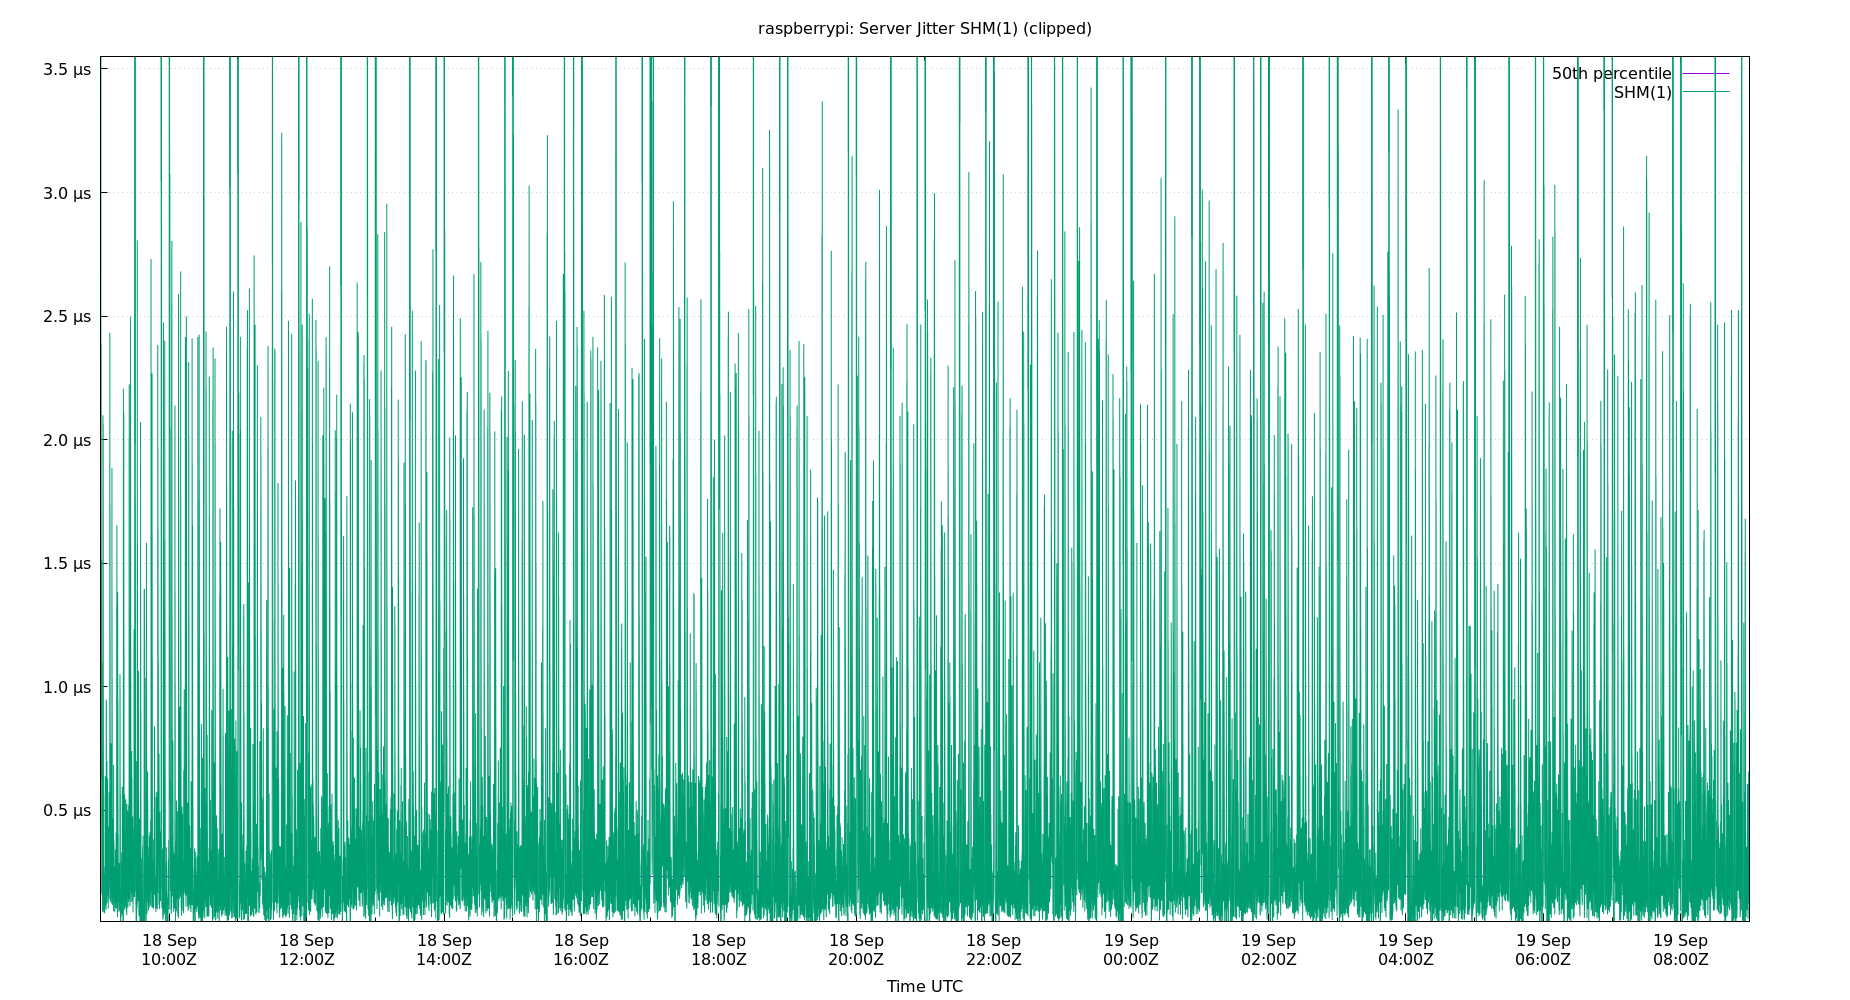 raspberrypi: Server Jitter SHM(1) (clipped)
3.5 μs
50th percentile
SHM(1)
3.0 μs
2.5 μs
2.0 μs
1.5 μs
1.0 μs
0.5 μs
18 Sep 18 Sep 18 Sep 18 Sep 18 Sep 18 Sep 18 Sep 19 Sep 19 Sep 19 Sep 19 Sep 19 Sep
10:00Z 12:00Z 14:00Z 16:00Z 18:00Z 20:00Z 22:00Z 00:00Z 02:00Z 04:00Z 06:00Z 08:00Z
Time UTC